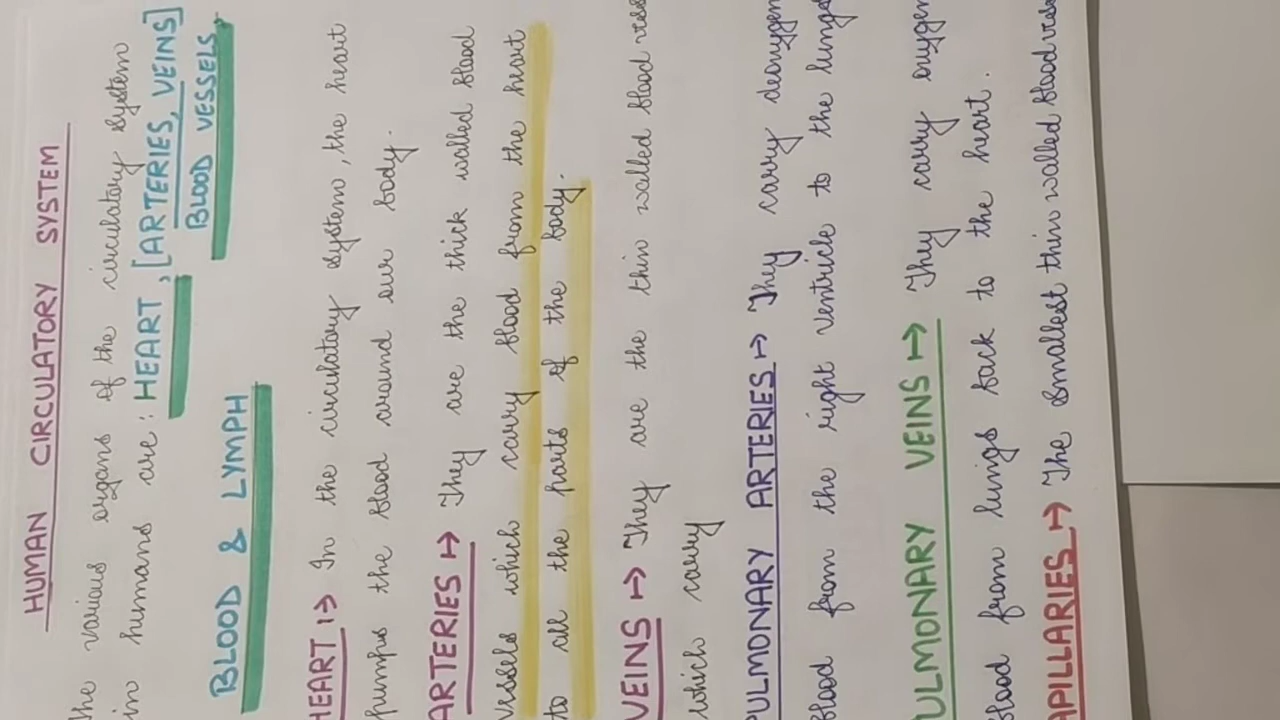 HUMAN CIRCULATORY SYSTEM
The various organs of the circulatory system
in humans are: HEART, [ARTERIES, VEINS]
BLOOD VESSELS,
BLOOD & LYMPH
HEART :→ In the circulatory system, the heart
pumps the blood around our body.
ARTERIES ↦ They are the thick walled blood
vessels which carry blood from the heart
to all the parts of the body.
VEINS ↦ They are the thin walled blood vess
which carry
PULMONARY ARTERIES ↦ They carry deoxygen
blood from the right ventricle to the lungs
ULMONARY VEINS ↦ They carry oxygen
blood from lungs back to the heart.
APILLARIES ↦ The smallest thin walled blood vess